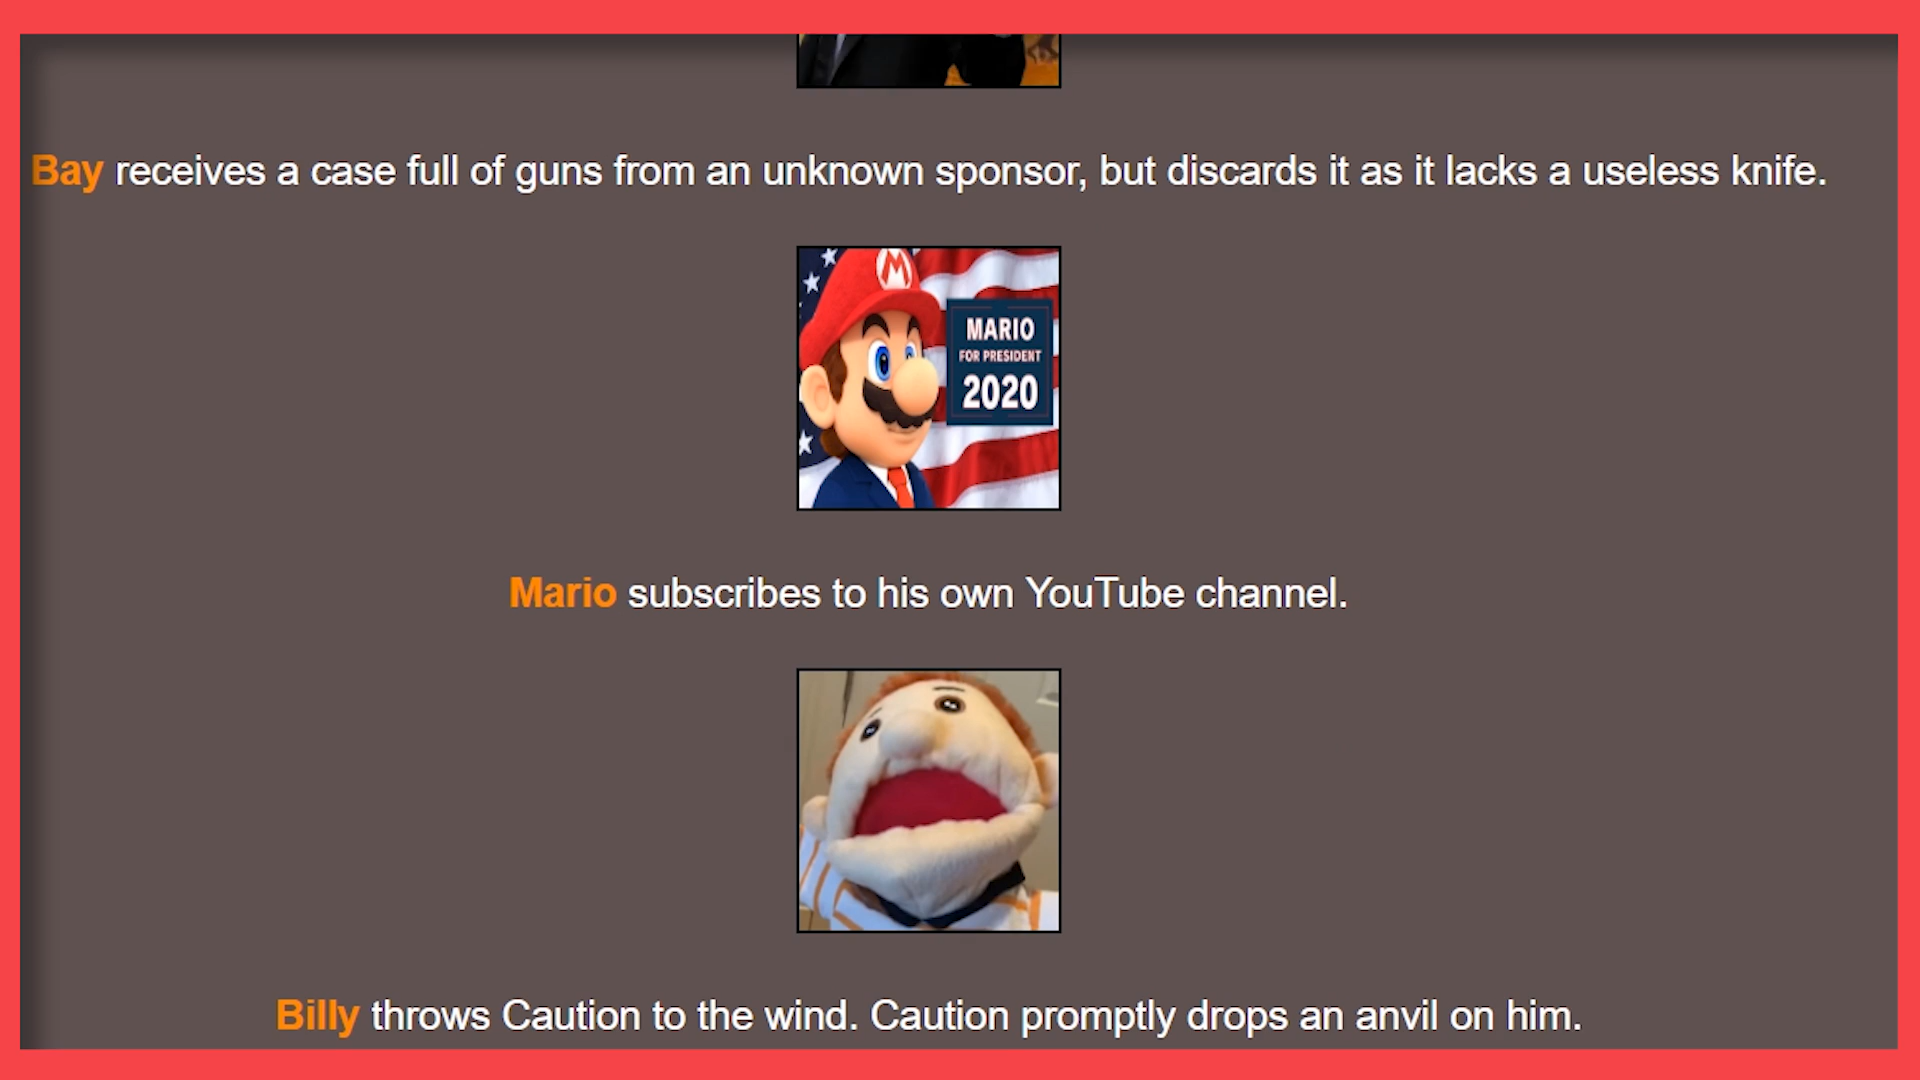 Bay receives a case full of guns from an unknown sponsor, but discards it as it lacks a useless knife.
M
MARIO
FOR PRESIDENT
2020
Mario subscribes to his own YouTube channel.
Billy throws Caution to the wind. Caution promptly drops an anvil on him.